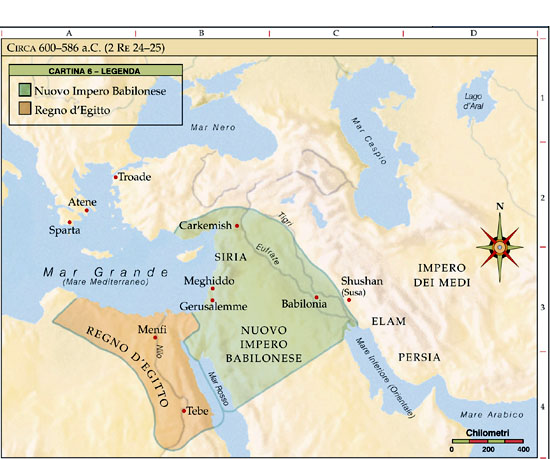 A B C D
CIRCA 600–586 a.C. (2 RE 24–25)
CARTINA 6 – LEGENDA
Nuovo Impero Babilonese
Regno d'Egitto
Lago
d'Aral
1
Mar Nero
Mar Caspio
Troade
2
Atene
Sparta
Carkemish
Tigri
N
SIRIA
Eufrate
Mar Grande
(Mare Mediterraneo)
IMPERO
DEI MEDI
Meghiddo
Shushan
(Susa)
Gerusalemme
Babilonia
3
ELAM
Menfi
REGNO D'EGITTO
Nilo
NUOVO
IMPERO
BABILONESE
PERSIA
Mar Rosso
Mare Inferiore (Orientale)
Tebe
4
Mare Arabico
Chilometri
0 200 400